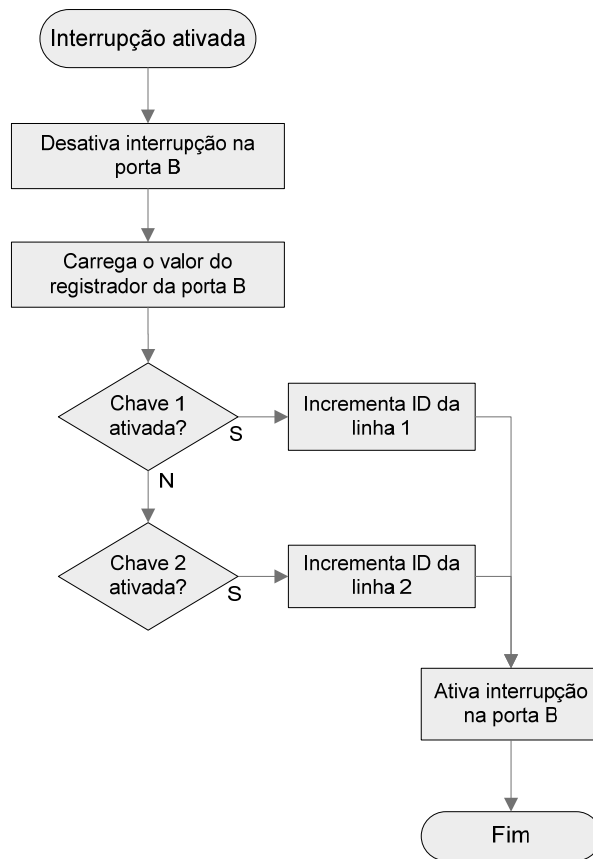 Interrupção ativada
Desativa interrupção na
porta B
Carrega o valor do
registrador da porta B
Chave 1
ativada?
S
Incrementa ID da
linha 1
N
Chave 2
ativada?
S
Incrementa ID da
linha 2
Ativa interrupção
na porta B
Fim